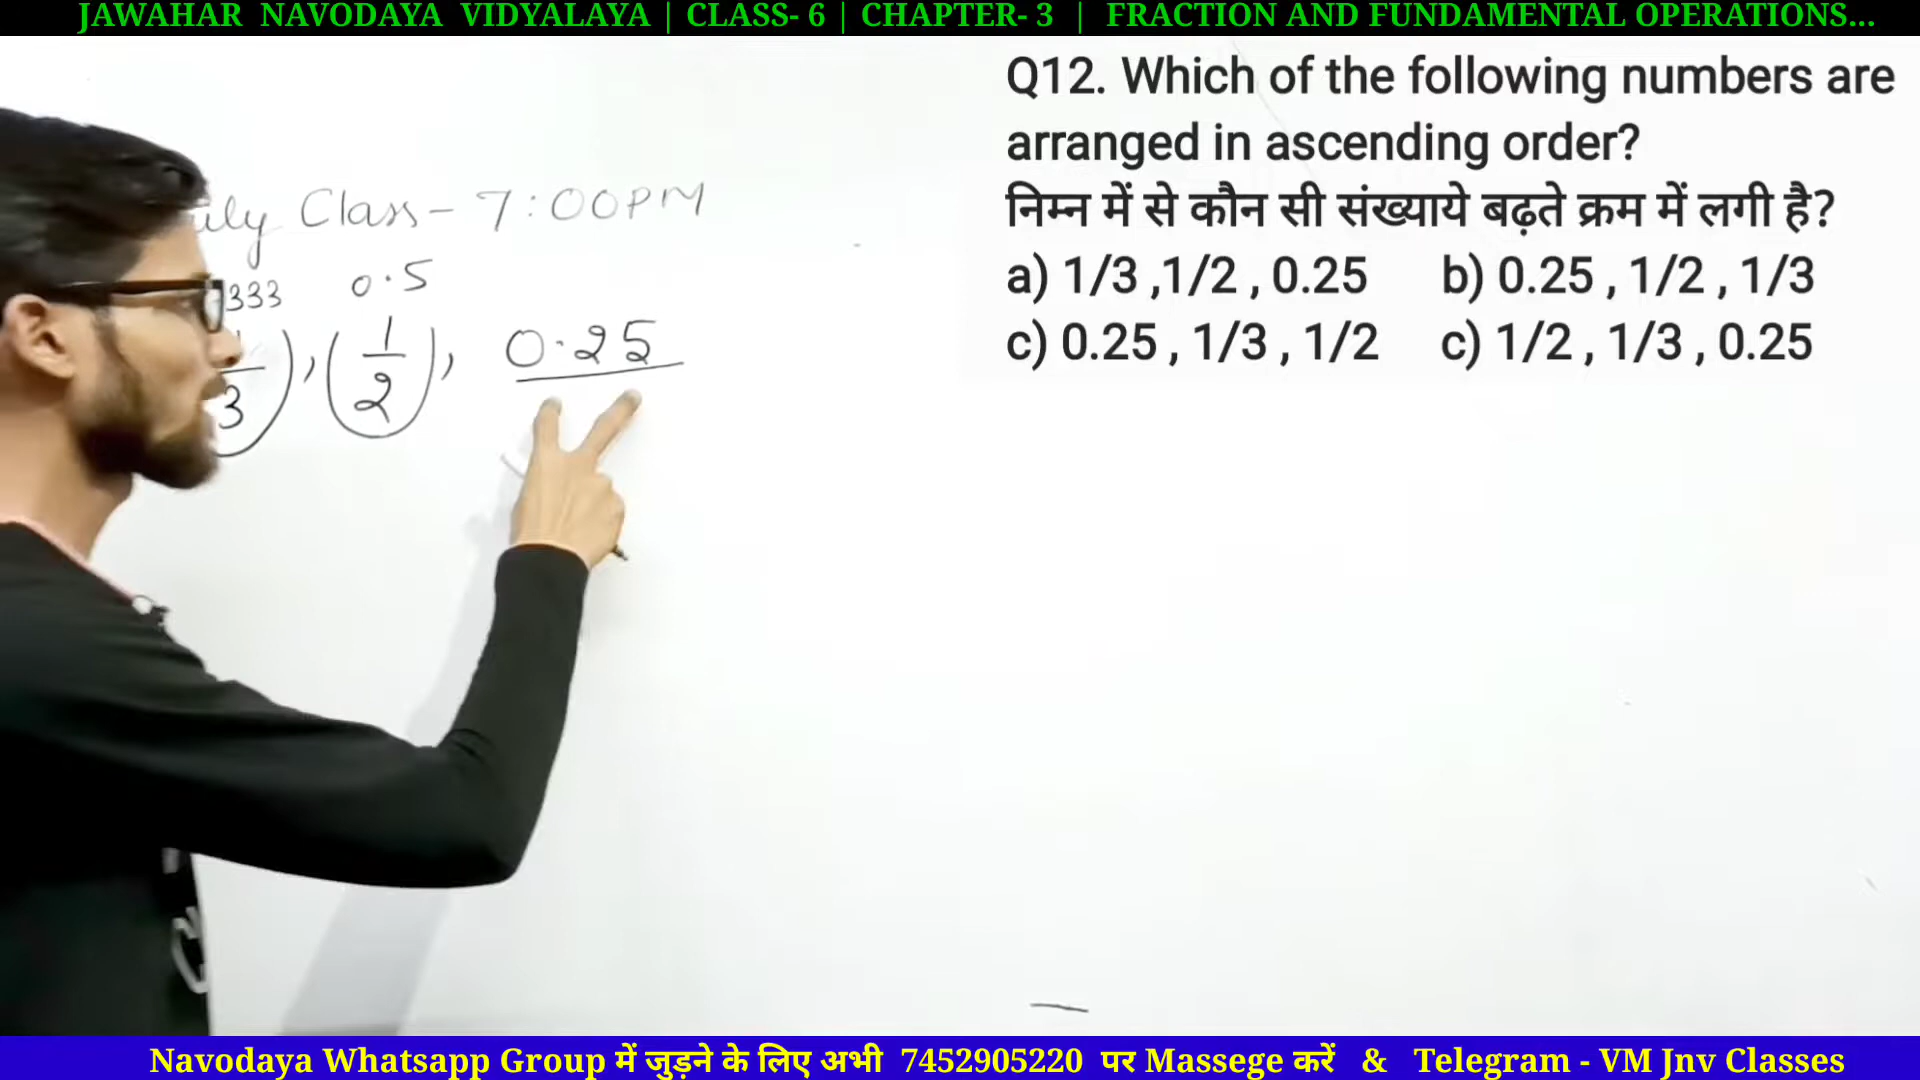 JAWAHAR NAVODAYA VIDYALAYA | CLASS- 6 | CHAPTER- 3 | FRACTION AND FUNDAMENTAL OPERATIONS...
Q12. Which of the following numbers are
arranged in ascending order?
निम्न में से कौन सी संख्याये बढ़ते क्रम में लगी है?
a) 1/3 ,1/2 , 0.25 b) 0.25 , 1/2 , 1/3
c) 0.25 , 1/3 , 1/2 c) 1/2 , 1/3 , 0.25
Class - 7:00PM
333 0.5
3 ) , ( 1/2 ) , 0.25
Navodaya Whatsapp Group में जुड़ने के लिए अभी 7452905220 पर Massege करें & Telegram - VM Jnv Classes